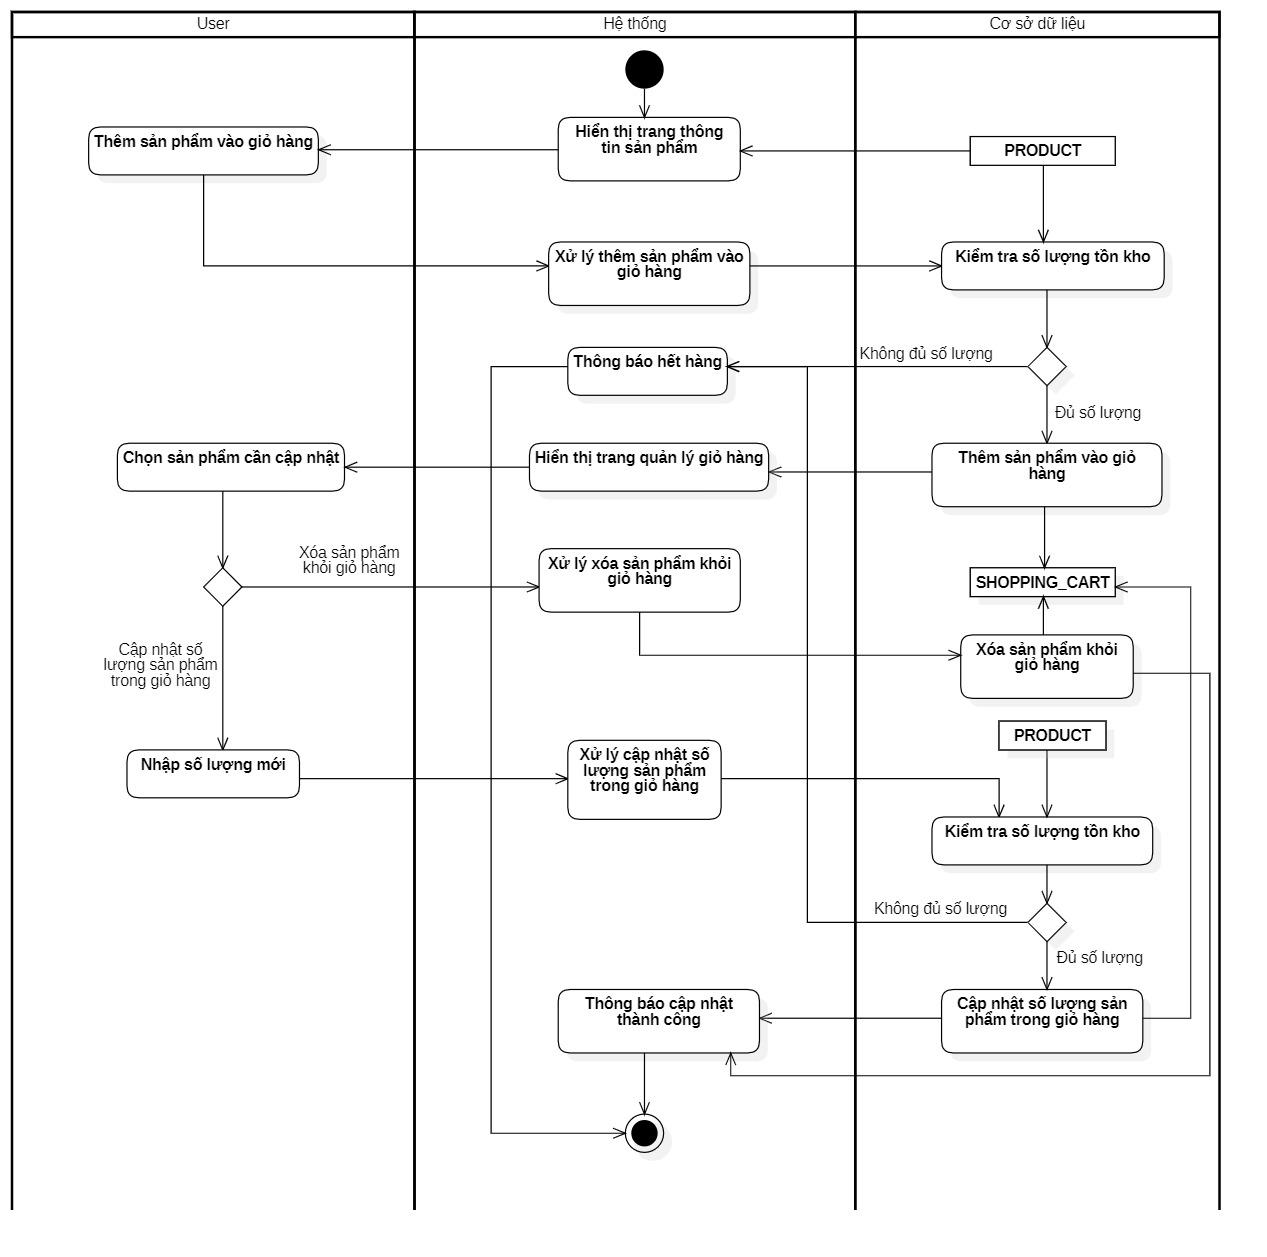 User
Hệ thống
Cơ sở dữ liệu
Hiển thị trang thông
tin sản phẩm
Thêm sản phẩm vào giỏ hàng
PRODUCT
Xử lý thêm sản phẩm vào
giỏ hàng
Kiểm tra số lượng tồn kho
Thông báo hết hàng
Không đủ số lượng
Đủ số lượng
Chọn sản phẩm cần cập nhật
Hiển thị trang quản lý giỏ hàng
Thêm sản phẩm vào giỏ
hàng
Xóa sản phẩm
khỏi giỏ hàng
Xử lý xóa sản phẩm khỏi
giỏ hàng
SHOPPING_CART
Cập nhật số
lượng sản phẩm
trong giỏ hàng
Xóa sản phẩm khỏi
giỏ hàng
PRODUCT
Nhập số lượng mới
Xử lý cập nhật số
lượng sản phẩm
trong giỏ hàng
Kiểm tra số lượng tồn kho
Không đủ số lượng
Đủ số lượng
Thông báo cập nhật
thành công
Cập nhật số lượng sản
phẩm trong giỏ hàng